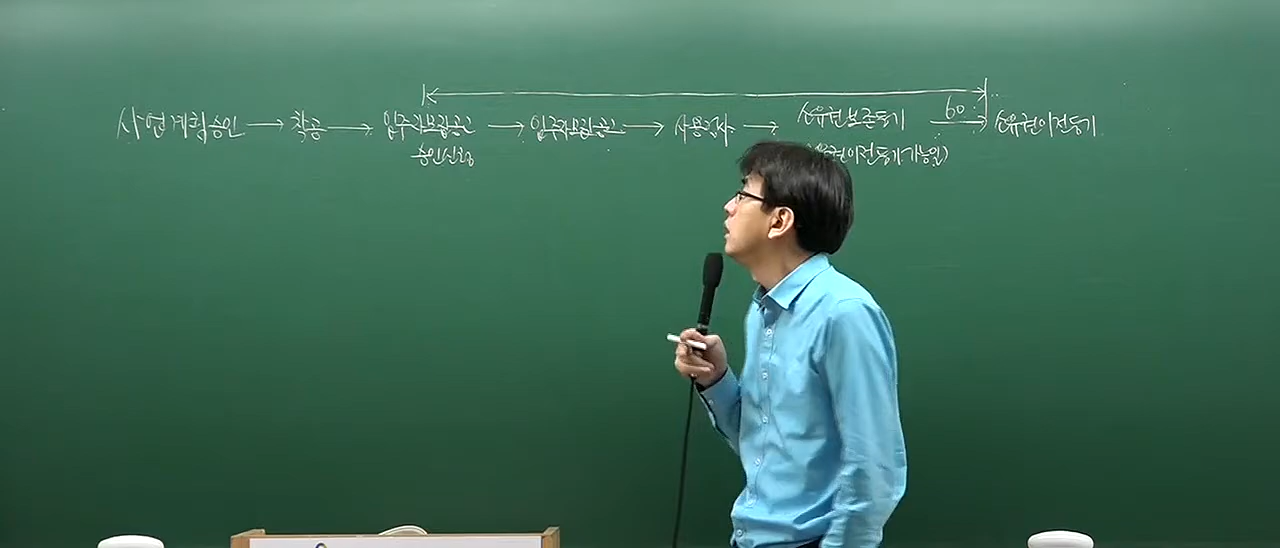 사업계획승인 → 착공 → 입주자모집공고 → 입주자모집공고 → 사용검사 → 소유권보존등기 60 → 소유권이전등기
승인신청 유권이전등기가능일)